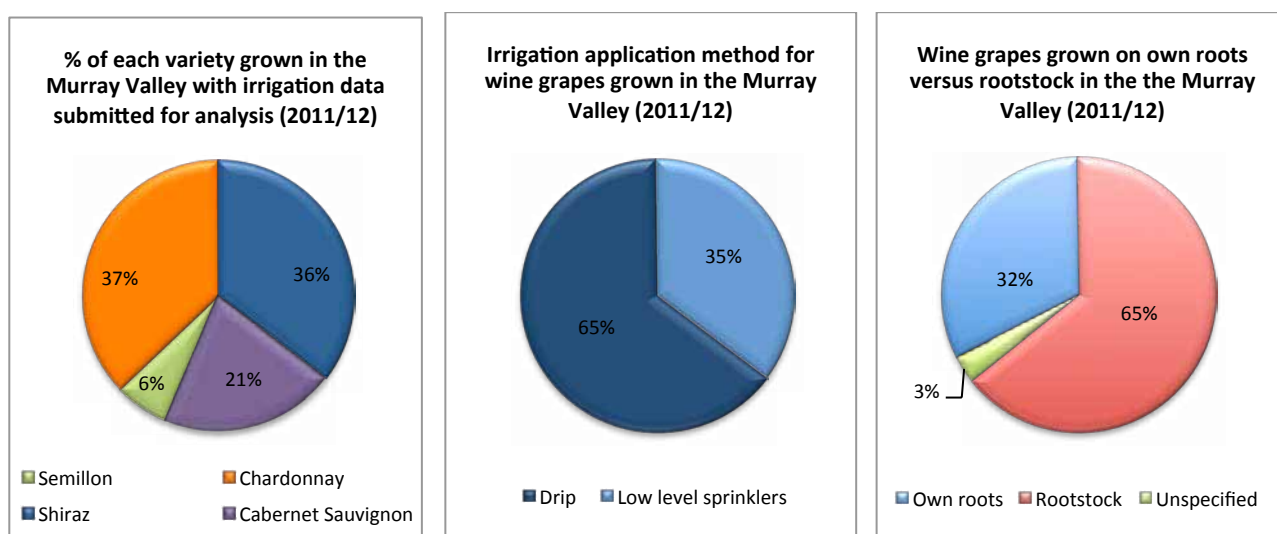 % of each variety grown in the
Murray Valley with irrigation data
submitted for analysis (2011/12)
37%
36%
6%
21%
Semillon
Chardonnay
Shiraz
Cabernet Sauvignon
Irrigation application method for
wine grapes grown in the Murray
Valley (2011/12)
35%
65%
Drip
Low level sprinklers
Wine grapes grown on own roots
versus rootstock in the the Murray
Valley (2011/12)
32%
65%
3%
Own roots
Rootstock
Unspecified